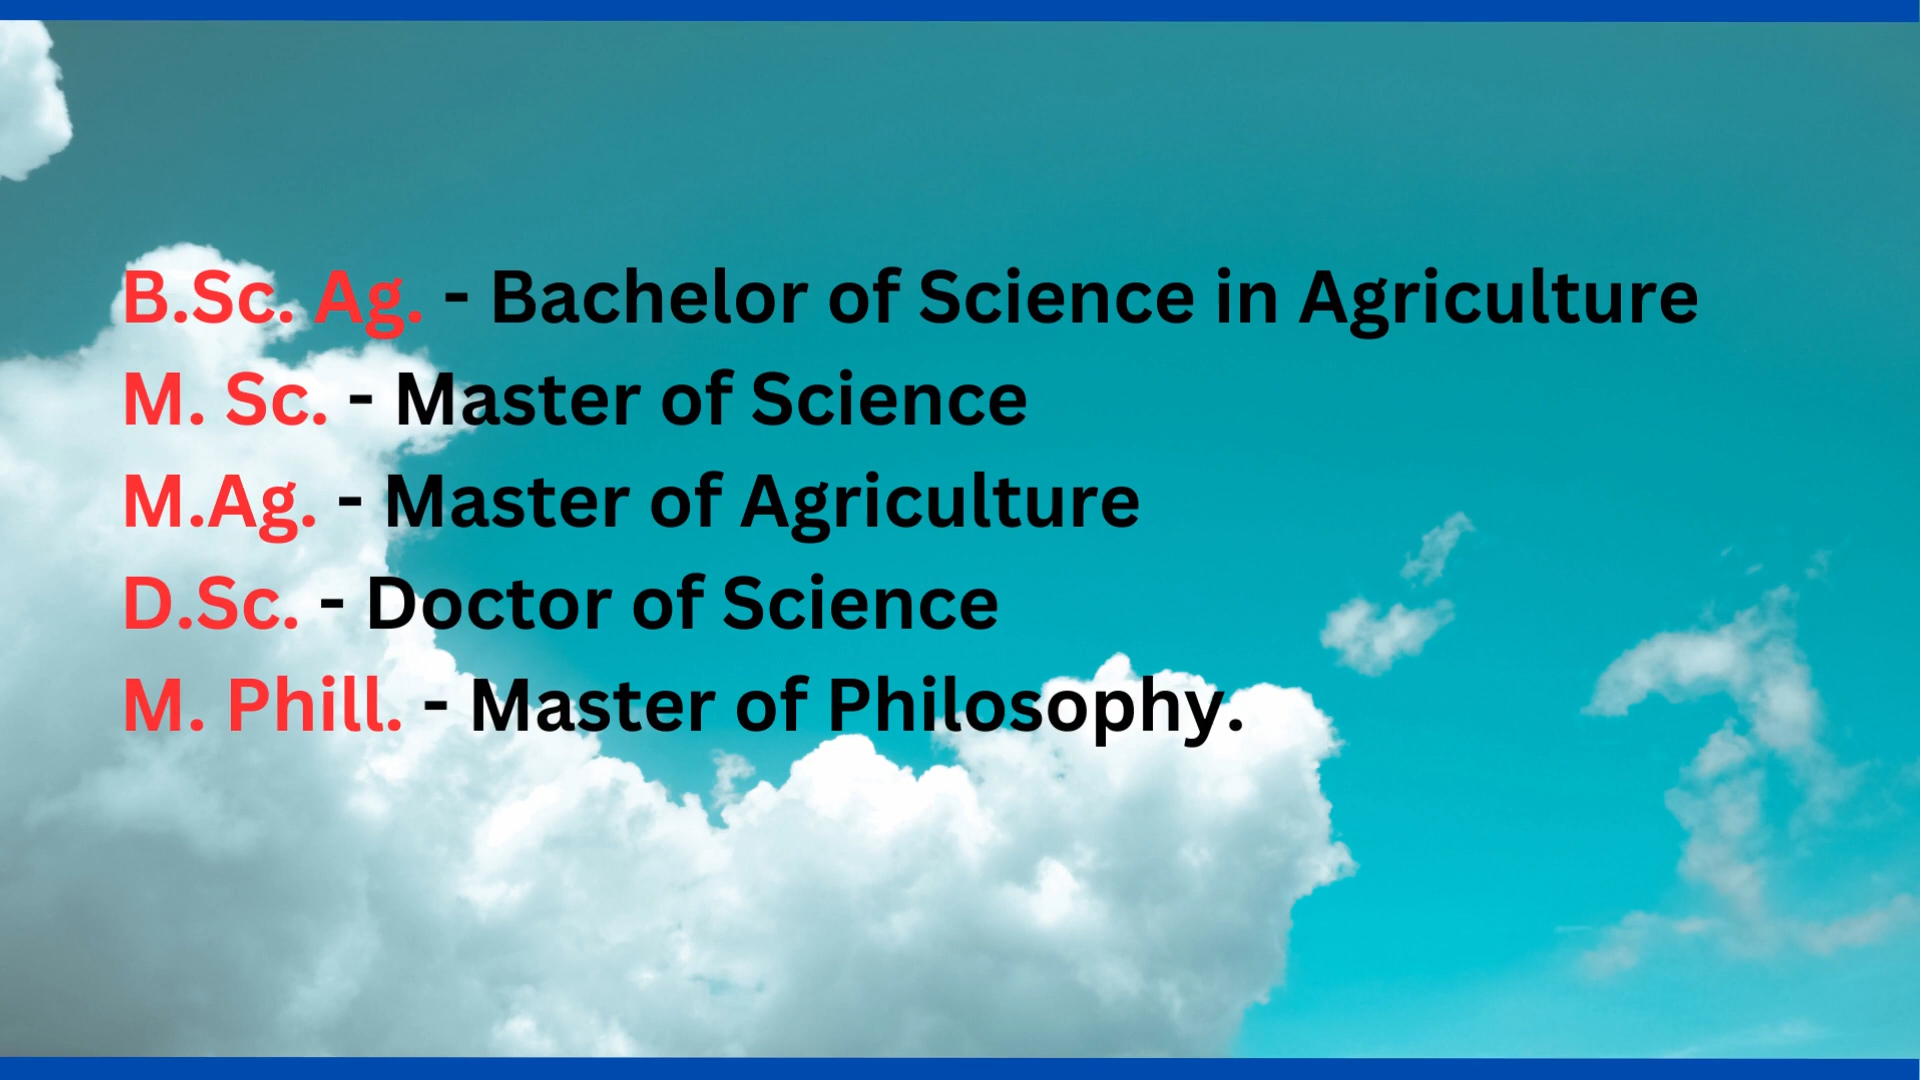 B.Sc. Ag. - Bachelor of Science in Agriculture
M. Sc. - Master of Science
M.Ag. - Master of Agriculture
D.Sc. - Doctor of Science
M. Phill. - Master of Philosophy.